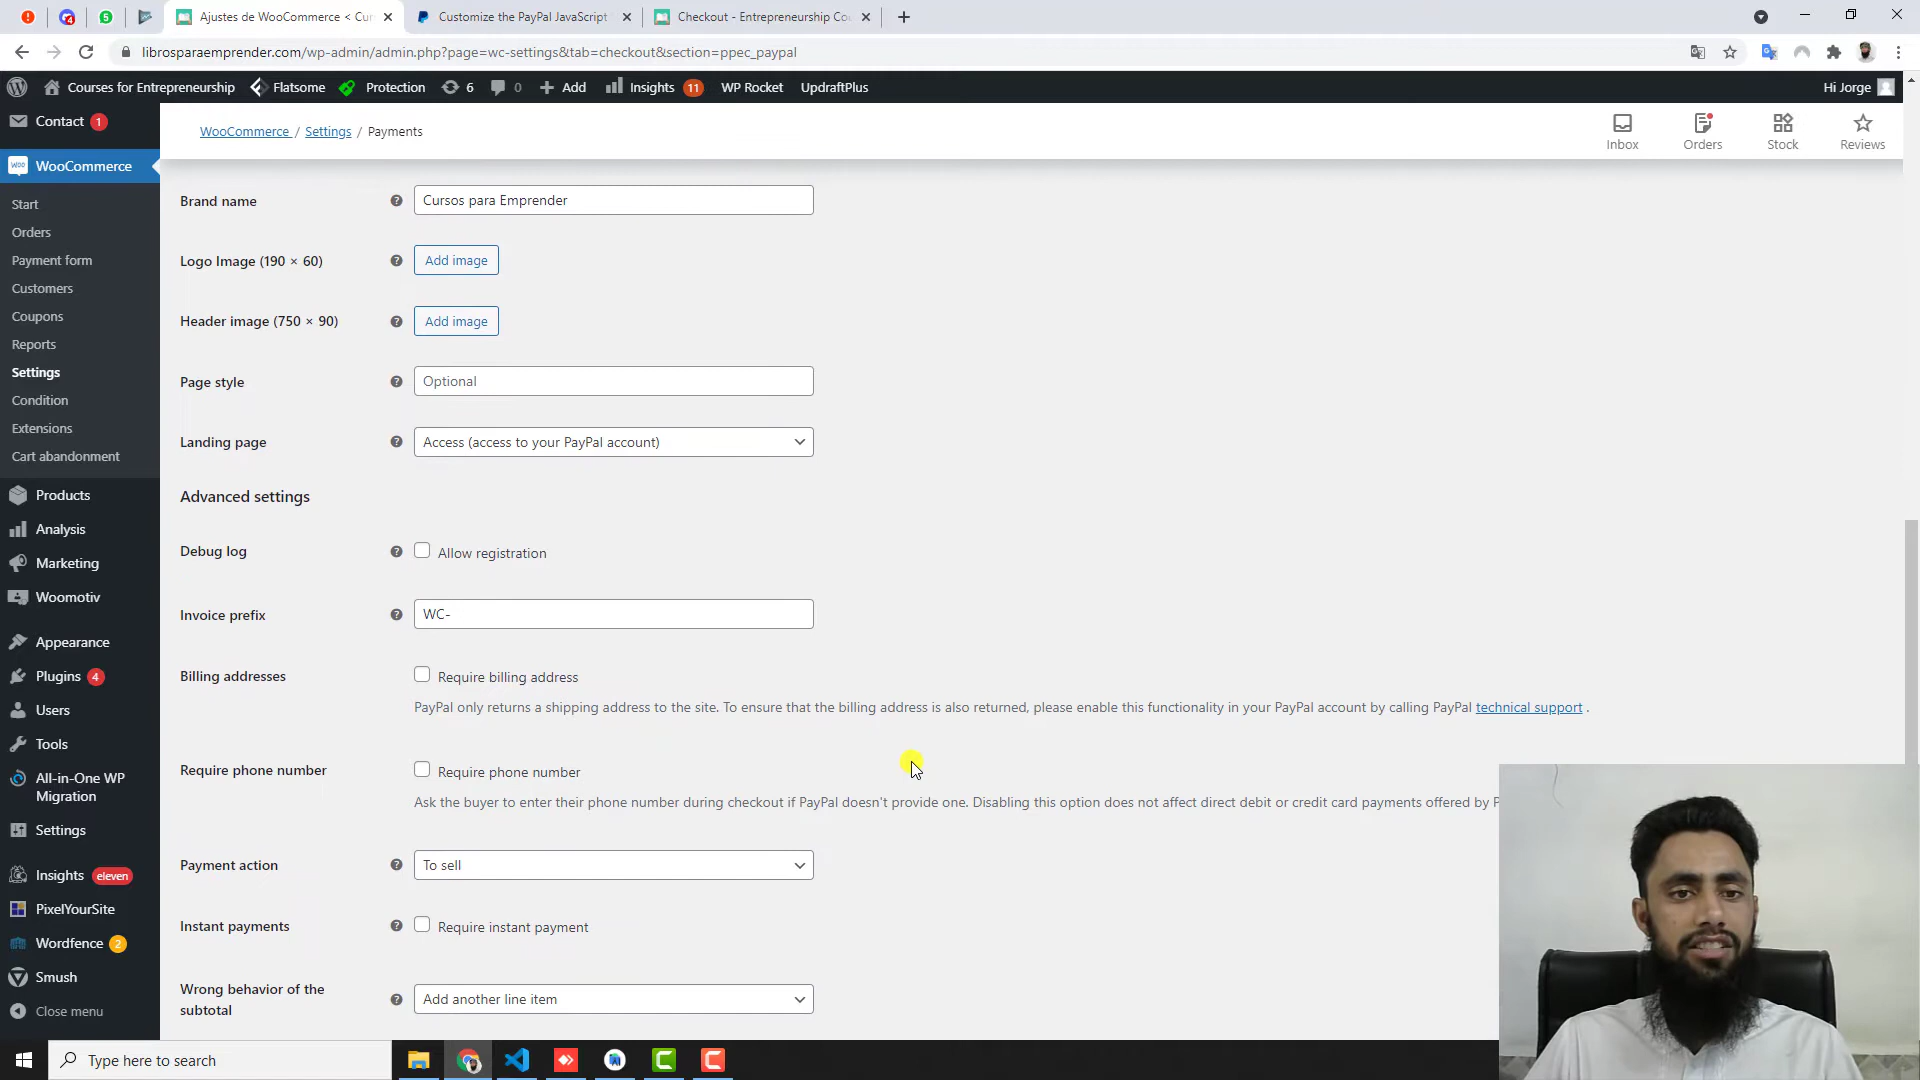 Ajustes de WooCommerce < Cur
Customize the PayPal JavaScript
Checkout - Entrepreneurship Cou
librosparaemprender.com/wp-admin/admin.php?page=wc-settings&tab=checkout&section=ppec_paypal
Courses for Entrepreneurship
Flatsome
Protection
6
0
Add
Insights 11
WP Rocket
UpdraftPlus
Hi Jorge
Contact 1
WooCommerce
Start
Orders
Payment form
Customers
Coupons
Reports
Settings
Condition
Extensions
Cart abandonment
Products
Analysis
Marketing
Woomotiv
Appearance
Plugins 4
Users
Tools
All-in-One WP
Migration
Settings
Insights eleven
PixelYourSite
Wordfence 2
Smush
Close menu
WooCommerce / Settings / Payments
Inbox
Orders
Stock
Reviews
Brand name
Cursos para Emprender
Logo Image (190 × 60)
Add image
Header image (750 × 90)
Add image
Page style
Optional
Landing page
Access (access to your PayPal account)
Advanced settings
Debug log
Allow registration
Invoice prefix
WC-
Billing addresses
Require billing address
PayPal only returns a shipping address to the site. To ensure that the billing address is also returned, please enable this functionality in your PayPal account by calling PayPal technical support .
Require phone number
Require phone number
Ask the buyer to enter their phone number during checkout if PayPal doesn't provide one. Disabling this option does not affect direct debit or credit card payments offered by P
Payment action
To sell
Instant payments
Require instant payment
Wrong behavior of the
subtotal
Add another line item
Type here to search